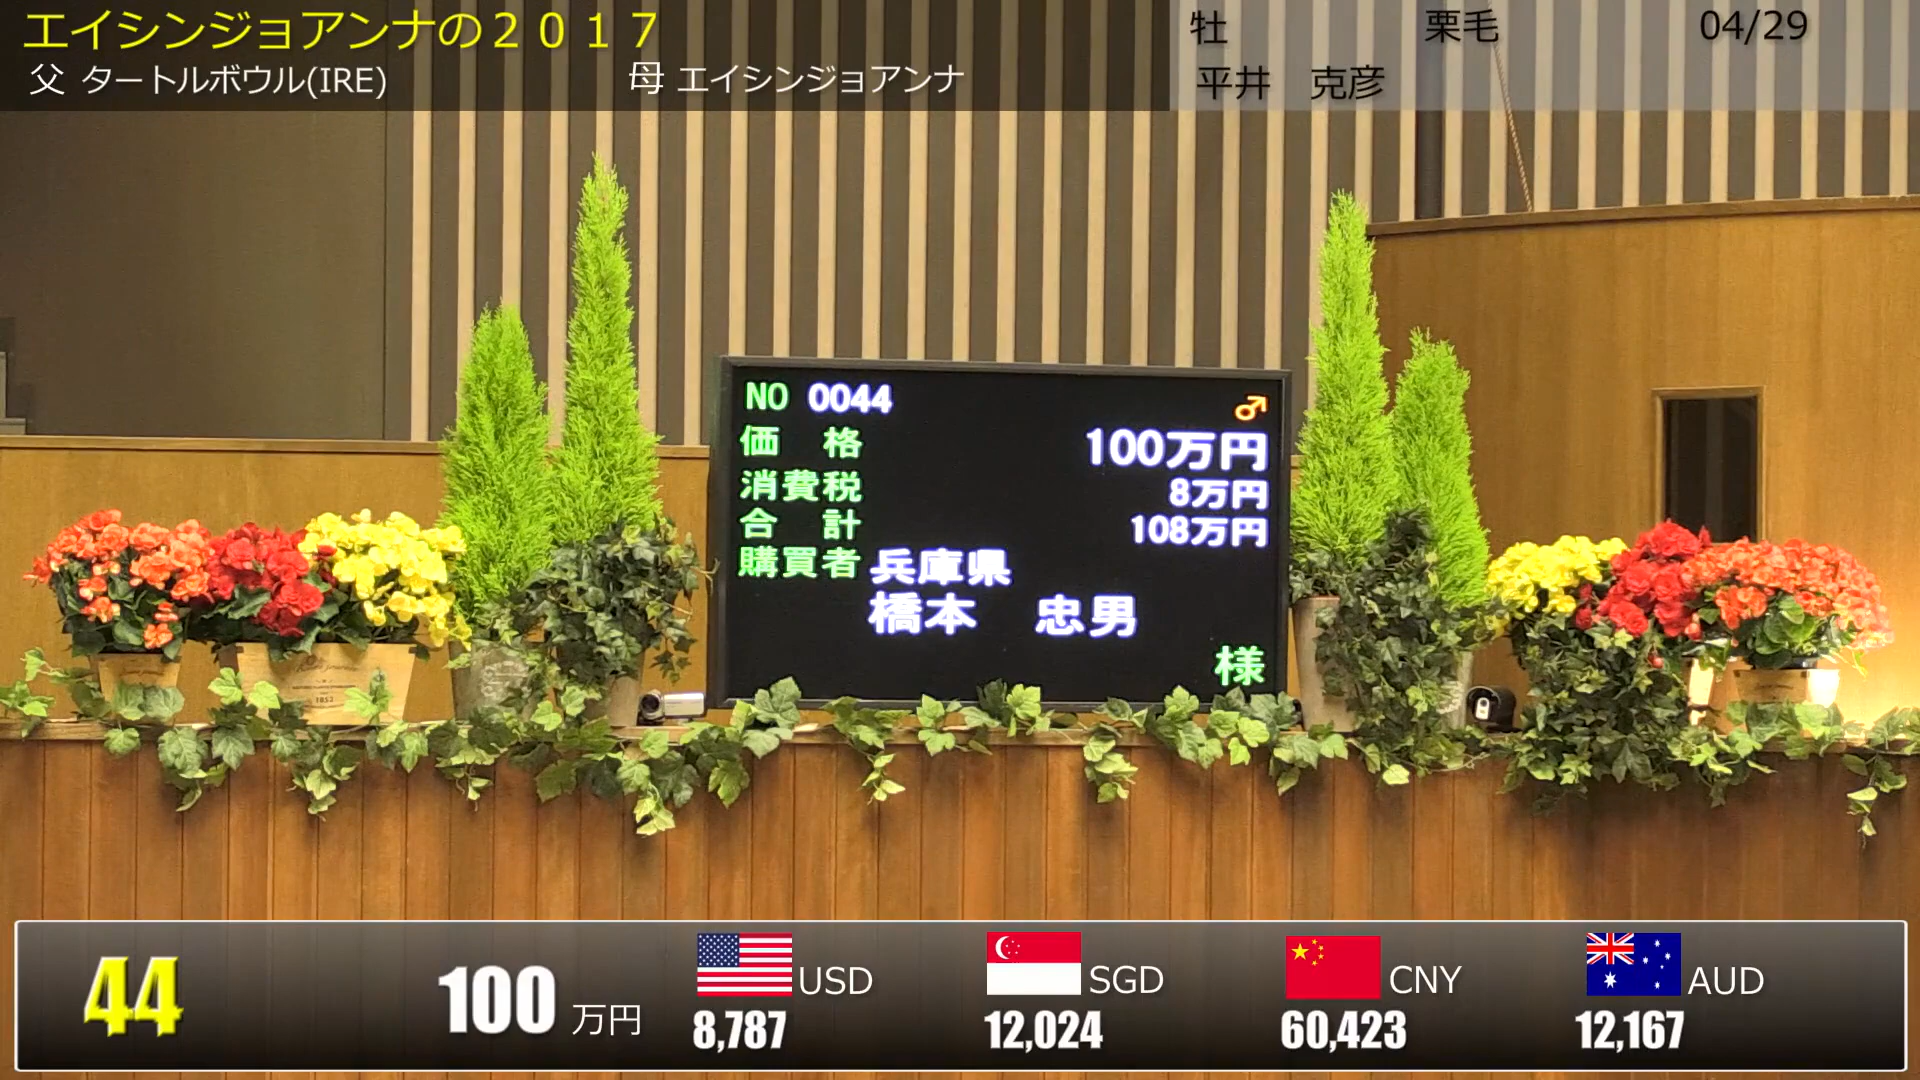 エイシンジョアンナの２０１７
父 タートルボウル(IRE) 母 エイシンジョアンナ
牡 栗毛 04/29
平井 克彦
NO 0044 ♂
価 格 100万円
消費税 8万円
合 計 108万円
購買者 兵庫県
橋本 忠男
様
1852
44 100 万円
USD 8,787
SGD 12,024
CNY 60,423
AUD 12,167